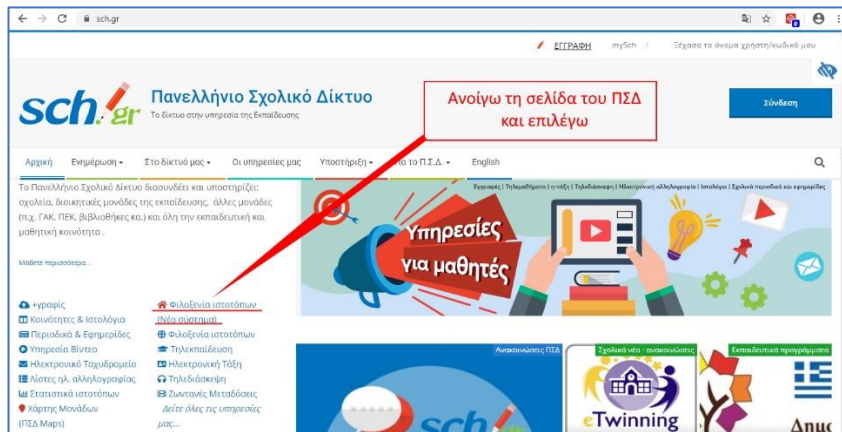 sch.gr
ΕΓΓΡΑΦΗ mySch / Ξέχασα το όνομα χρήστη/κωδικό μου
sch.gr
Πανελλήνιο Σχολικό Δίκτυο
Το δίκτυο στην υπηρεσία της Εκπαίδευσης
Ανοίγω τη σελίδα του ΠΣΔ
και επιλέγω
Σύνδεση
Αρχική Ενημέρωση Στο δίκτυό μας Οι υπηρεσίες μας Υποστήριξη Για το Π.Σ.Δ. English
Το Πανελλήνιο Σχολικό Δίκτυο διασυνδέει και υποστηρίζει:
σχολεία, διοικητικές μονάδες της εκπαίδευσης, άλλες μονάδες
(π.χ. ΓΑΚ, ΠΕΚ, βιβλιοθήκες κα.) και όλη την εκπαιδευτική και
μαθητική κοινότητα .
Μάθετε περισσότερα...
Εγγραφές | Τηλεμαθήματα | η-τάξη | Τηλεδιάσκεψη | Ηλεκτρονική αλληλογραφία | Ιστολόγια | Σχολικά περιοδικά και εφημερίδες
Υπηρεσίες
για μαθητές
+γραφίς
Κοινότητες & Ιστολόγια
Περιοδικά & Εφημερίδες
Υπηρεσία Βίντεο
Ηλεκτρονικό Ταχυδρομείο
Λίστες ηλ. αλληλογραφίας
Στατιστικά ιστοτόπων
Χάρτης Μονάδων
(ΠΣΔ Maps)
Φιλοξενία ιστοτόπων
(Νέο σύστημα)
Φιλοξενία ιστοτόπων
Τηλεκπαίδευση
Ηλεκτρονική Τάξη
Τηλεδιάσκεψη
Ζωντανές Μεταδόσεις
Δείτε όλες τις υπηρεσίες
μας...
Ανακοινώσεις ΠΣΔ
sch
Σχολικά νέα - ανακοινώσεις
eTwinning
Εκπαιδευτικά προγράμματα